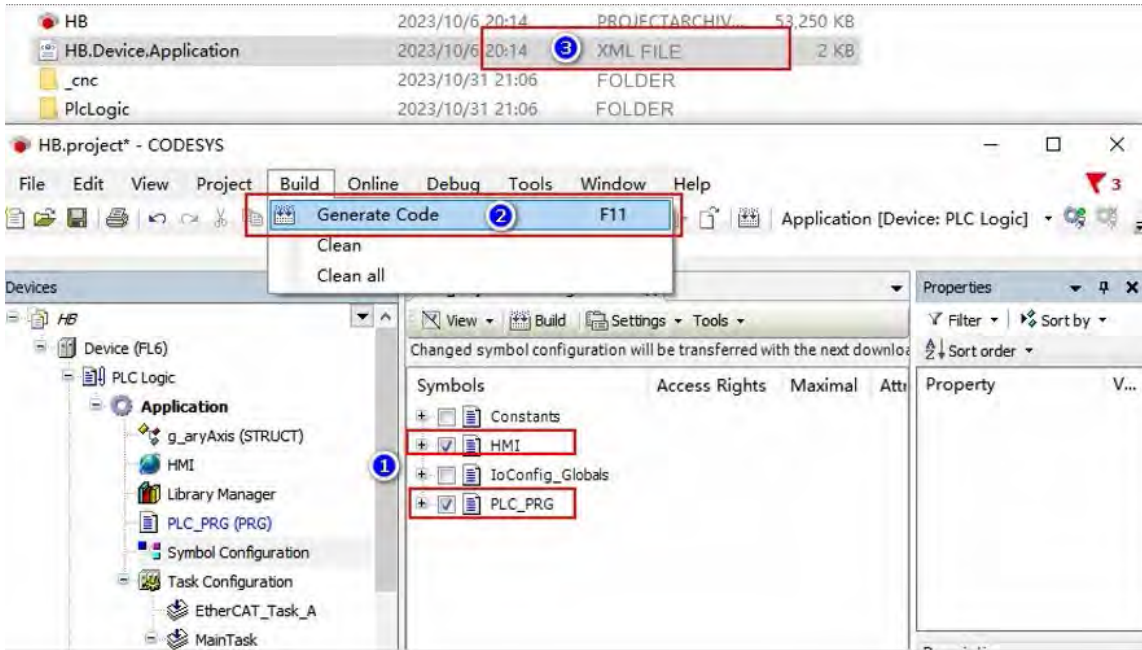 HB 2023/10/6 20:14 PROJECTARCHIV... 53,250 KB
HB.Device.Application 2023/10/6 20:14 3 XML FILE 2 KB
_cnc 2023/10/31 21:06 FOLDER
PlcLogic 2023/10/31 21:06 FOLDER
HB.project* - CODESYS
File Edit View Project Build Online Debug Tools Window Help 3
Generate Code 2 F11 Application [Device: PLC Logic]
Clean
Clean all
Devices Properties
HB View Build Settings Tools Filter Sort by
Device (FL6) Changed symbol configuration will be transferred with the next downloa Sort order
PLC Logic Symbols Access Rights Maximal Attr Property V...
Application Constants
g_aryAxis (STRUCT) HMI
HMI 1 IoConfig_Globals
Library Manager PLC_PRG
PLC_PRG (PRG)
Symbol Configuration
Task Configuration
EtherCAT_Task_A
MainTask